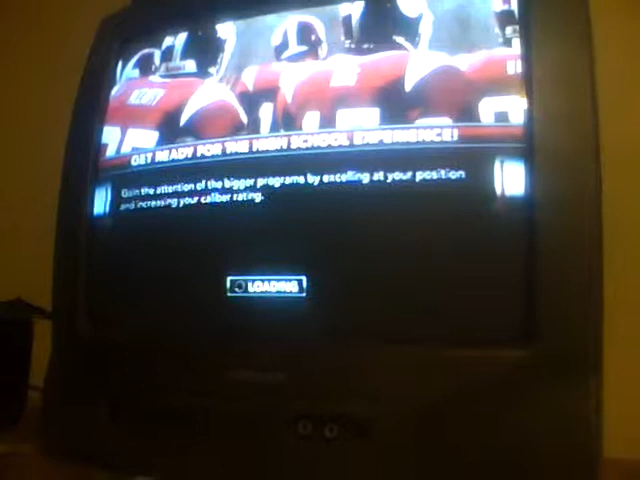 GET READY FOR THE HIGH SCHOOL EXPERIENCE!
Gain the attention of the bigger programs by excelling at your position
and increasing your caliber rating.
LOADING